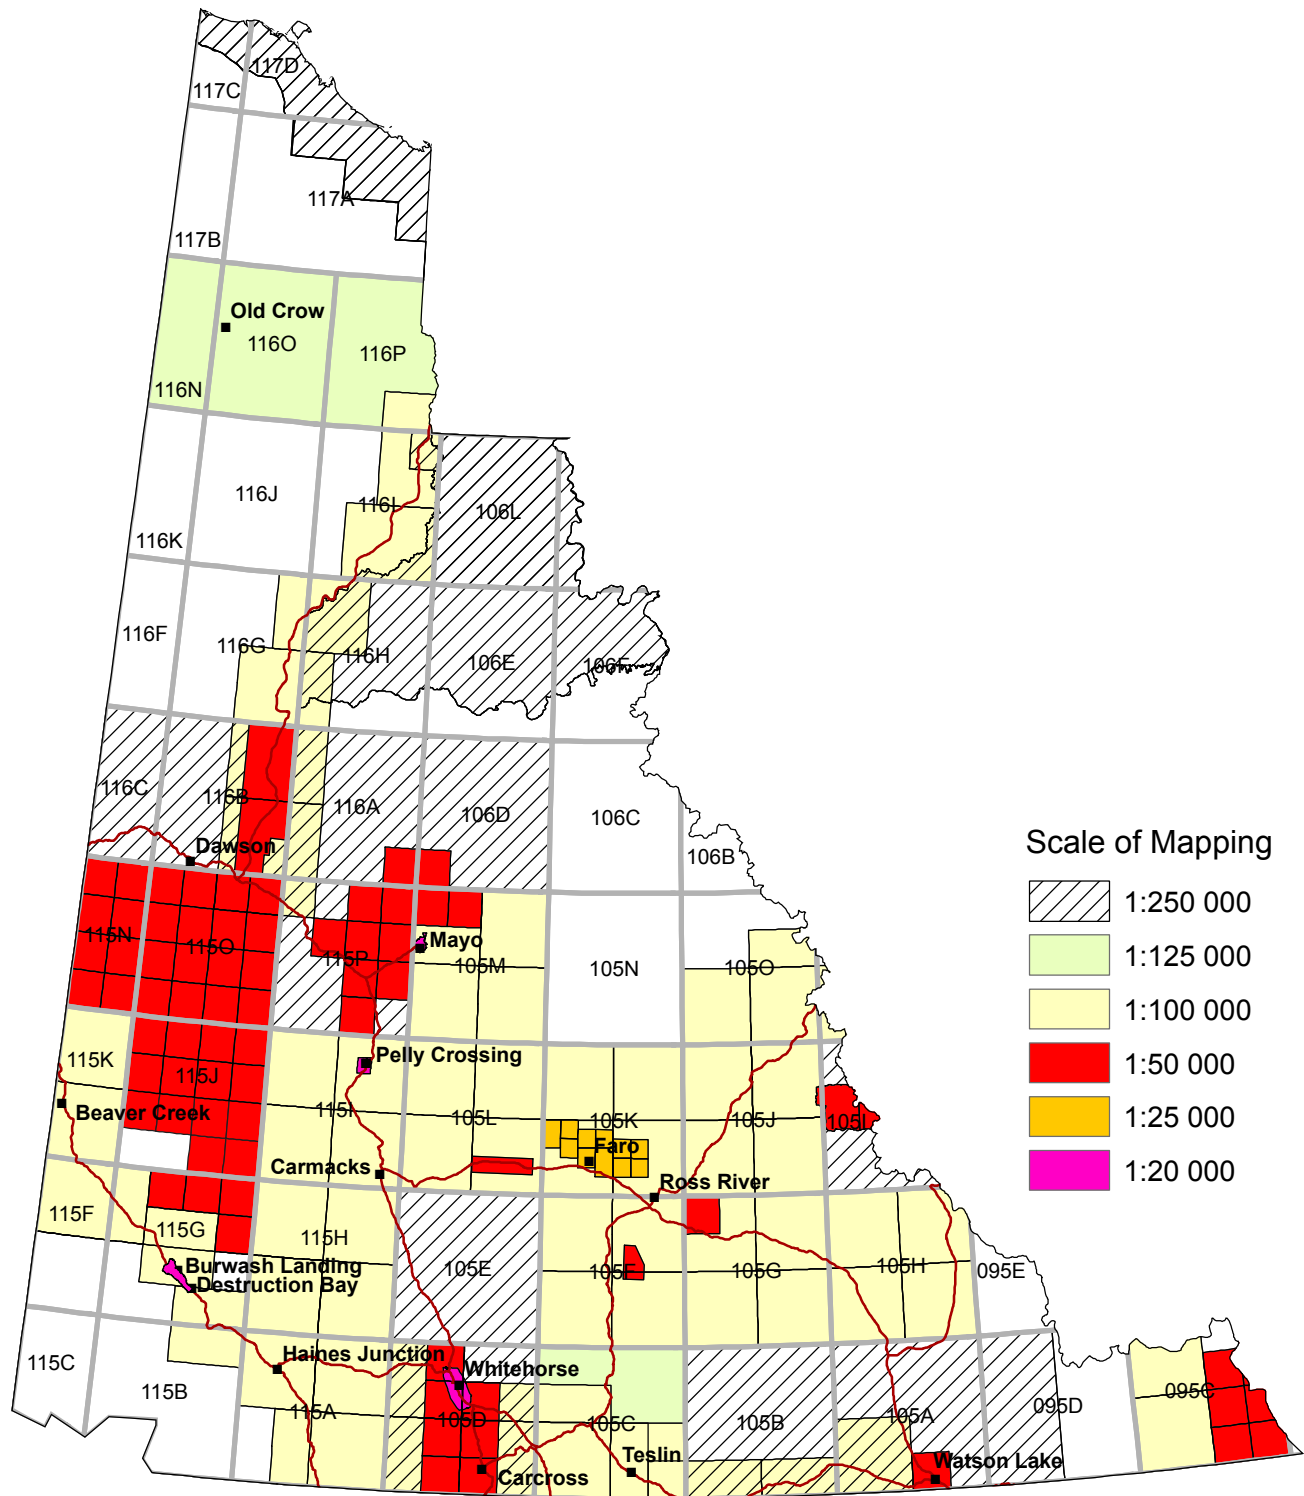 117D
117C
117A
117B
Old Crow
116O
116P
116N
116J
116I
106L
116K
116F
116G
116H
106E
106F
116C
116B
116A
106D
106C
106B
Dawson
Scale of Mapping
1:250 000
1:125 000
1:100 000
1:50 000
1:25 000
1:20 000
115N
115O
115P
Mayo
105M
105N
105O
115K
115J
Pelly Crossing
Beaver Creek
115I
105L
105K
105J
105I
Faro
Carmacks
Ross River
115F
115G
115H
105E
105F
105G
105H
095E
Burwash Landing
Destruction Bay
Haines Junction
Whitehorse
115C
115B
115A
105D
105C
105B
105A
095D
095C
Teslin
Watson Lake
Carcross